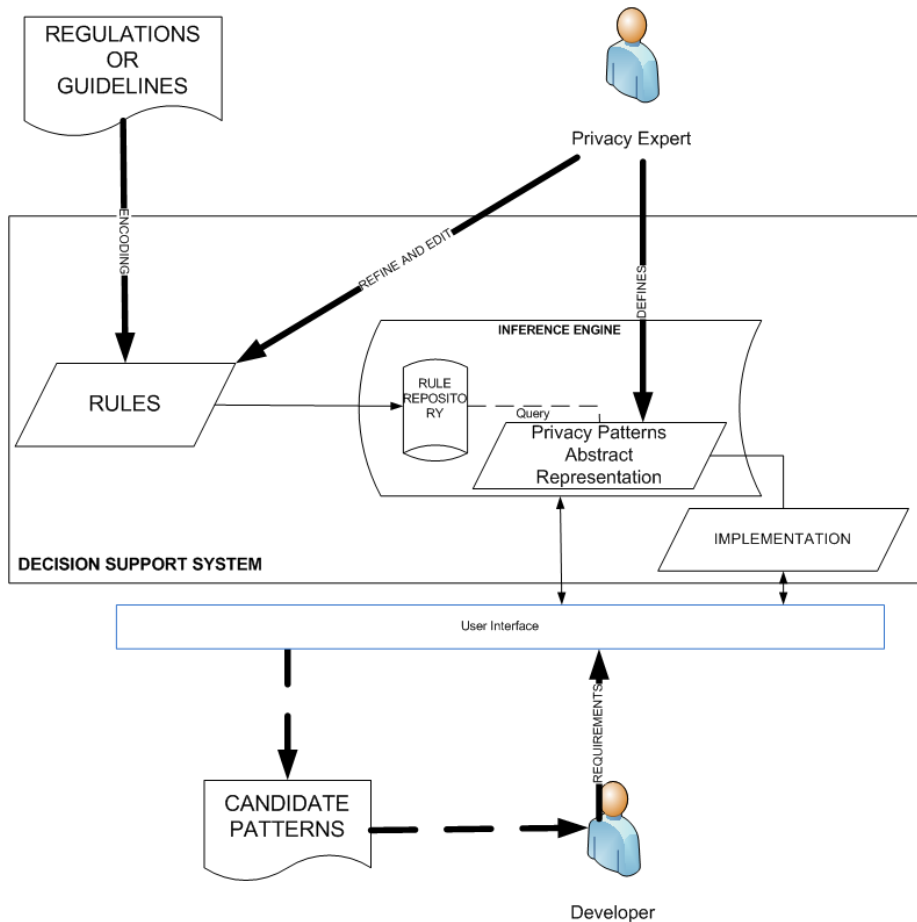 REGULATIONS
OR
GUIDELINES
Privacy Expert
ENCODING
REFINE AND EDIT
DEFINES
INFERENCE ENGINE
RULES
RULE
REPOSITO
RY
Query
Privacy Patterns
Abstract
Representation
IMPLEMENTATION
DECISION SUPPORT SYSTEM
User Interface
REQUIREMENTS
CANDIDATE
PATTERNS
Developer